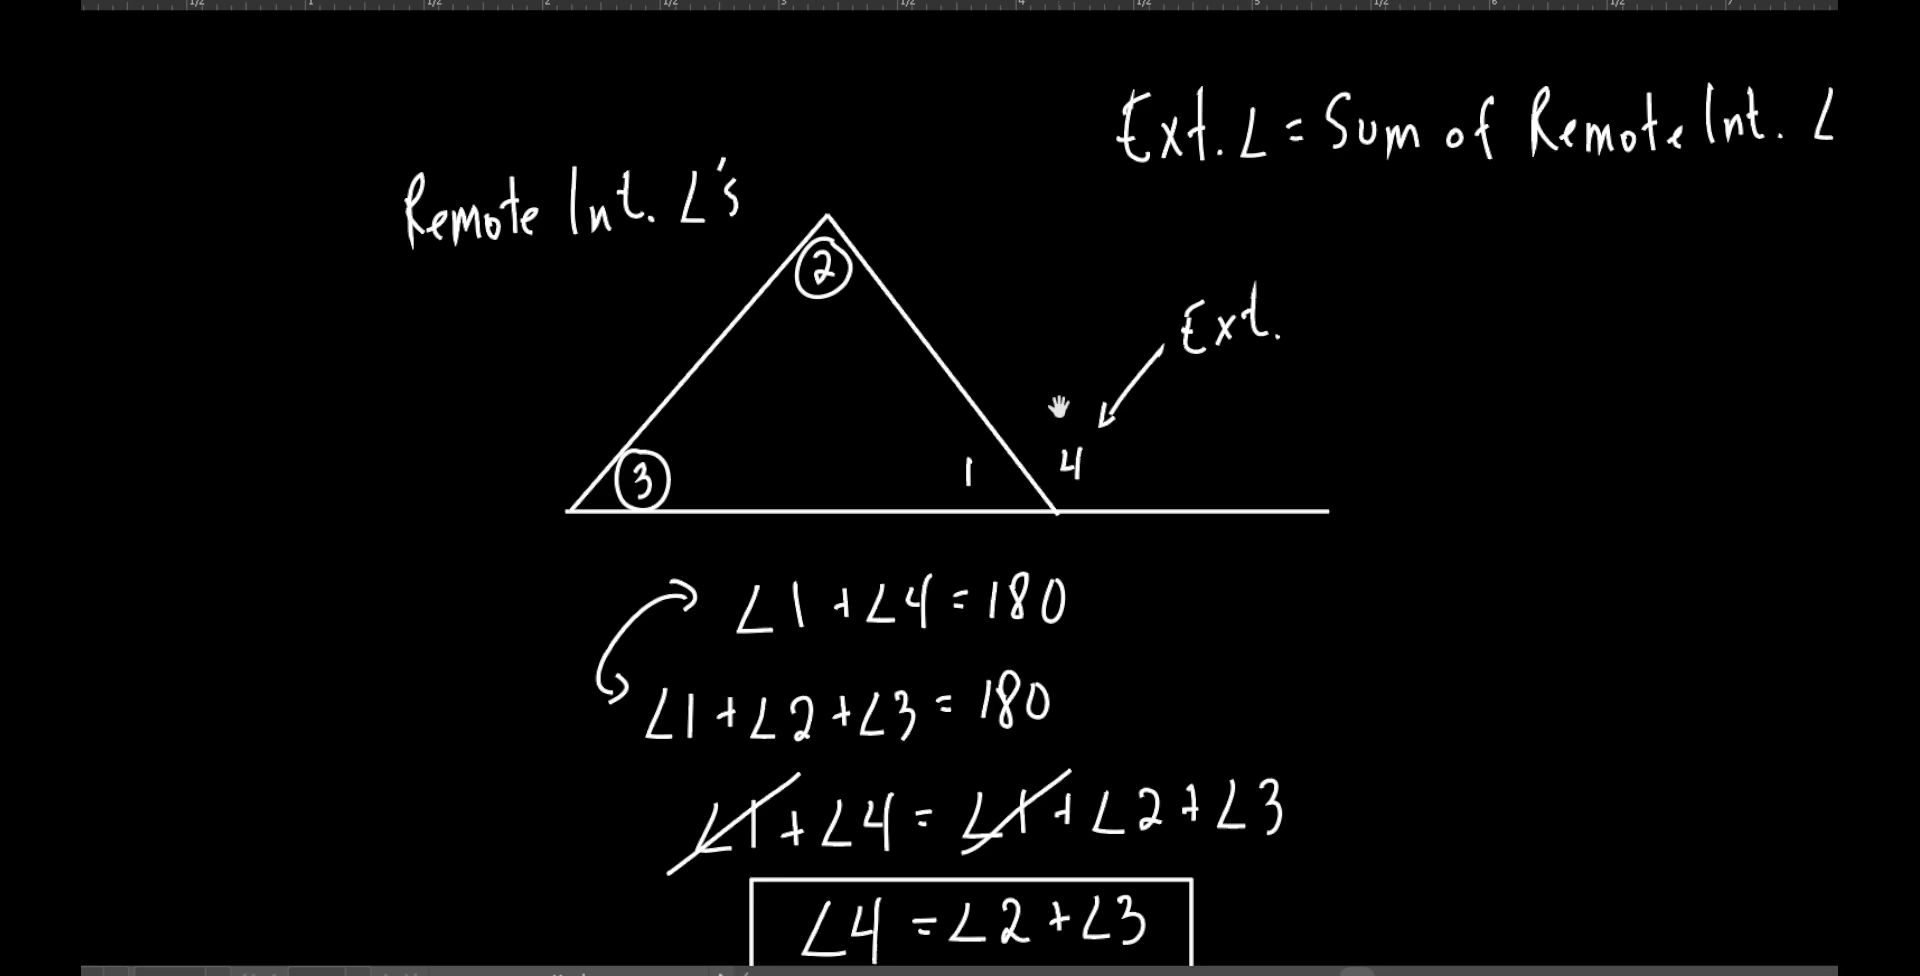 Ext. ∠ = Sum of Remote Int. ∠
Remote Int. ∠'s
2
Ext.
3
1
4
∠1 + ∠4 = 180
∠1 + ∠2 + ∠3 = 180
∠1 + ∠4 = ∠1 + ∠2 + ∠3
∠4 = ∠2 + ∠3